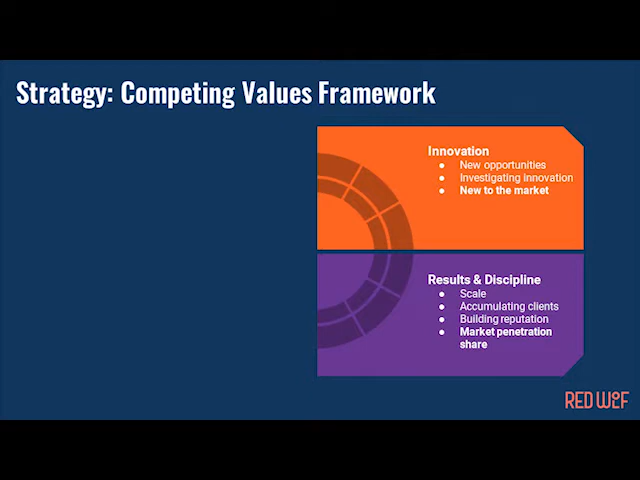 Strategy: Competing Values Framework
Innovation
● New opportunities
● Investigating Innovation
● New to the market
Results & Discipline
● Scale
● Accumulating clients
● Building reputation
● Market penetration
share
RED WOLF